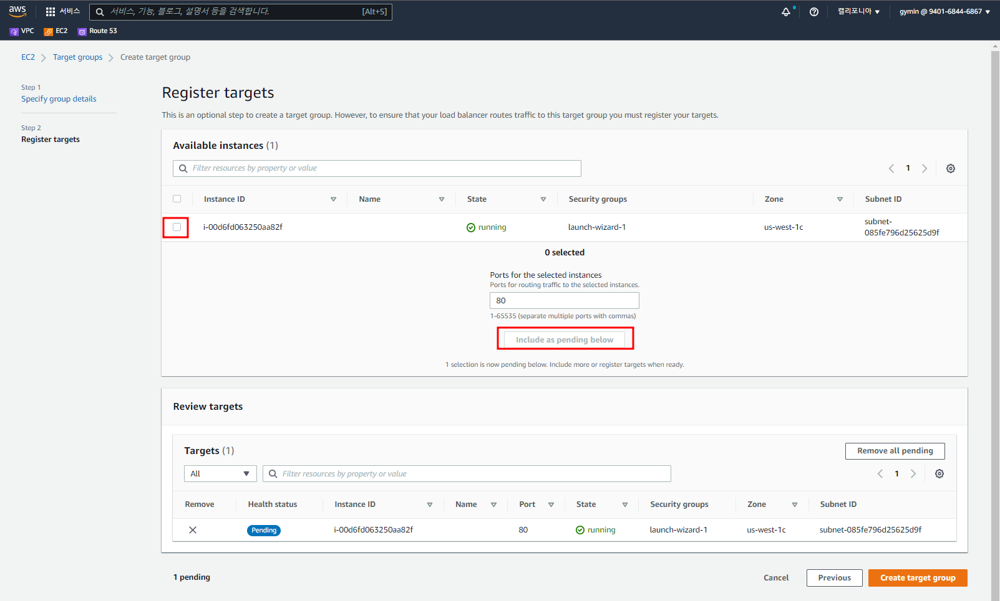 aws 서비스 서비스, 기능, 블로그, 설명서 등을 검색합니다. [Alt+S] 캘리포니아 ▼ gymin @ 9401-6844-6867 ▼
VPC EC2 Route 53
EC2 > Target groups > Create target group
Step 1
Specify group details
Step 2
Register targets
Register targets
This is an optional step to create a target group. However, to ensure that your load balancer routes traffic to this target group you must register your targets.
Available instances (1)
Filter resources by property or value
< 1 >
Instance ID Name State Security groups Zone Subnet ID
i-00d6fd063250aa82f running launch-wizard-1 us-west-1c subnet-
085fe796d25625d9f
0 selected
Ports for the selected instances
Ports for routing traffic to the selected instances.
80
1-65535 (separate multiple ports with commas)
Include as pending below
1 selection is now pending below. Include more or register targets when ready.
Review targets
Targets (1)
Remove all pending
All
Filter resources by property or value
< 1 >
Remove Health status Instance ID Name Port State Security groups Zone Subnet ID
Pending i-00d6fd063250aa82f 80 running launch-wizard-1 us-west-1c subnet-085fe796d25625d9f
1 pending
Cancel Previous Create target group